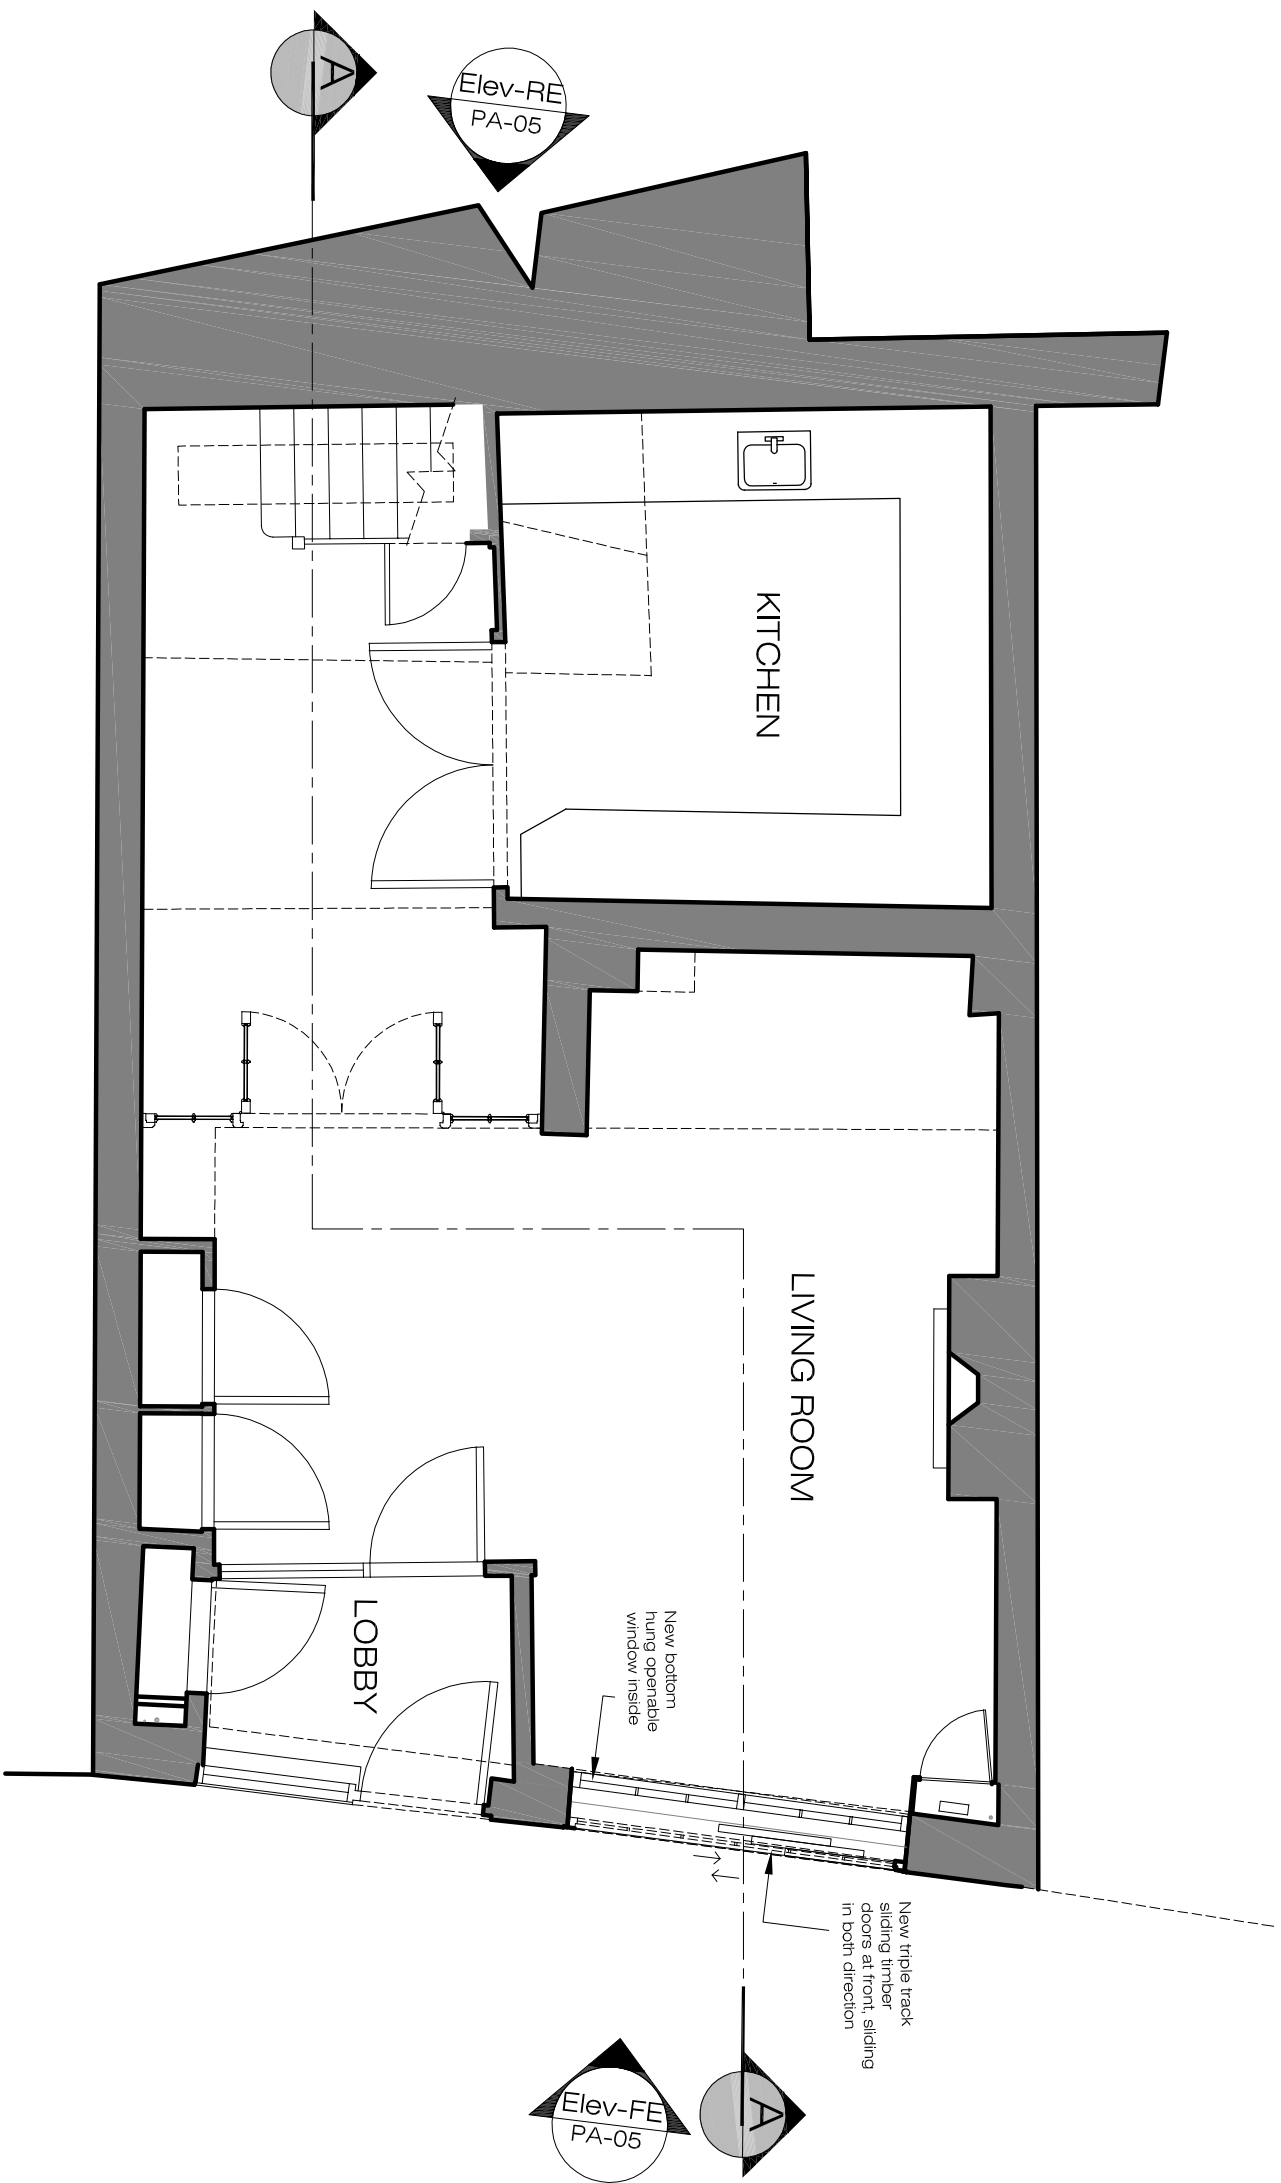 A
Elev-RE
PA-05
KITCHEN
LIVING ROOM
LOBBY
New bottom
hung openable
window inside
New triple track
sliding timber
doors at front, sliding
in both direction
Elev-FE
PA-05
A